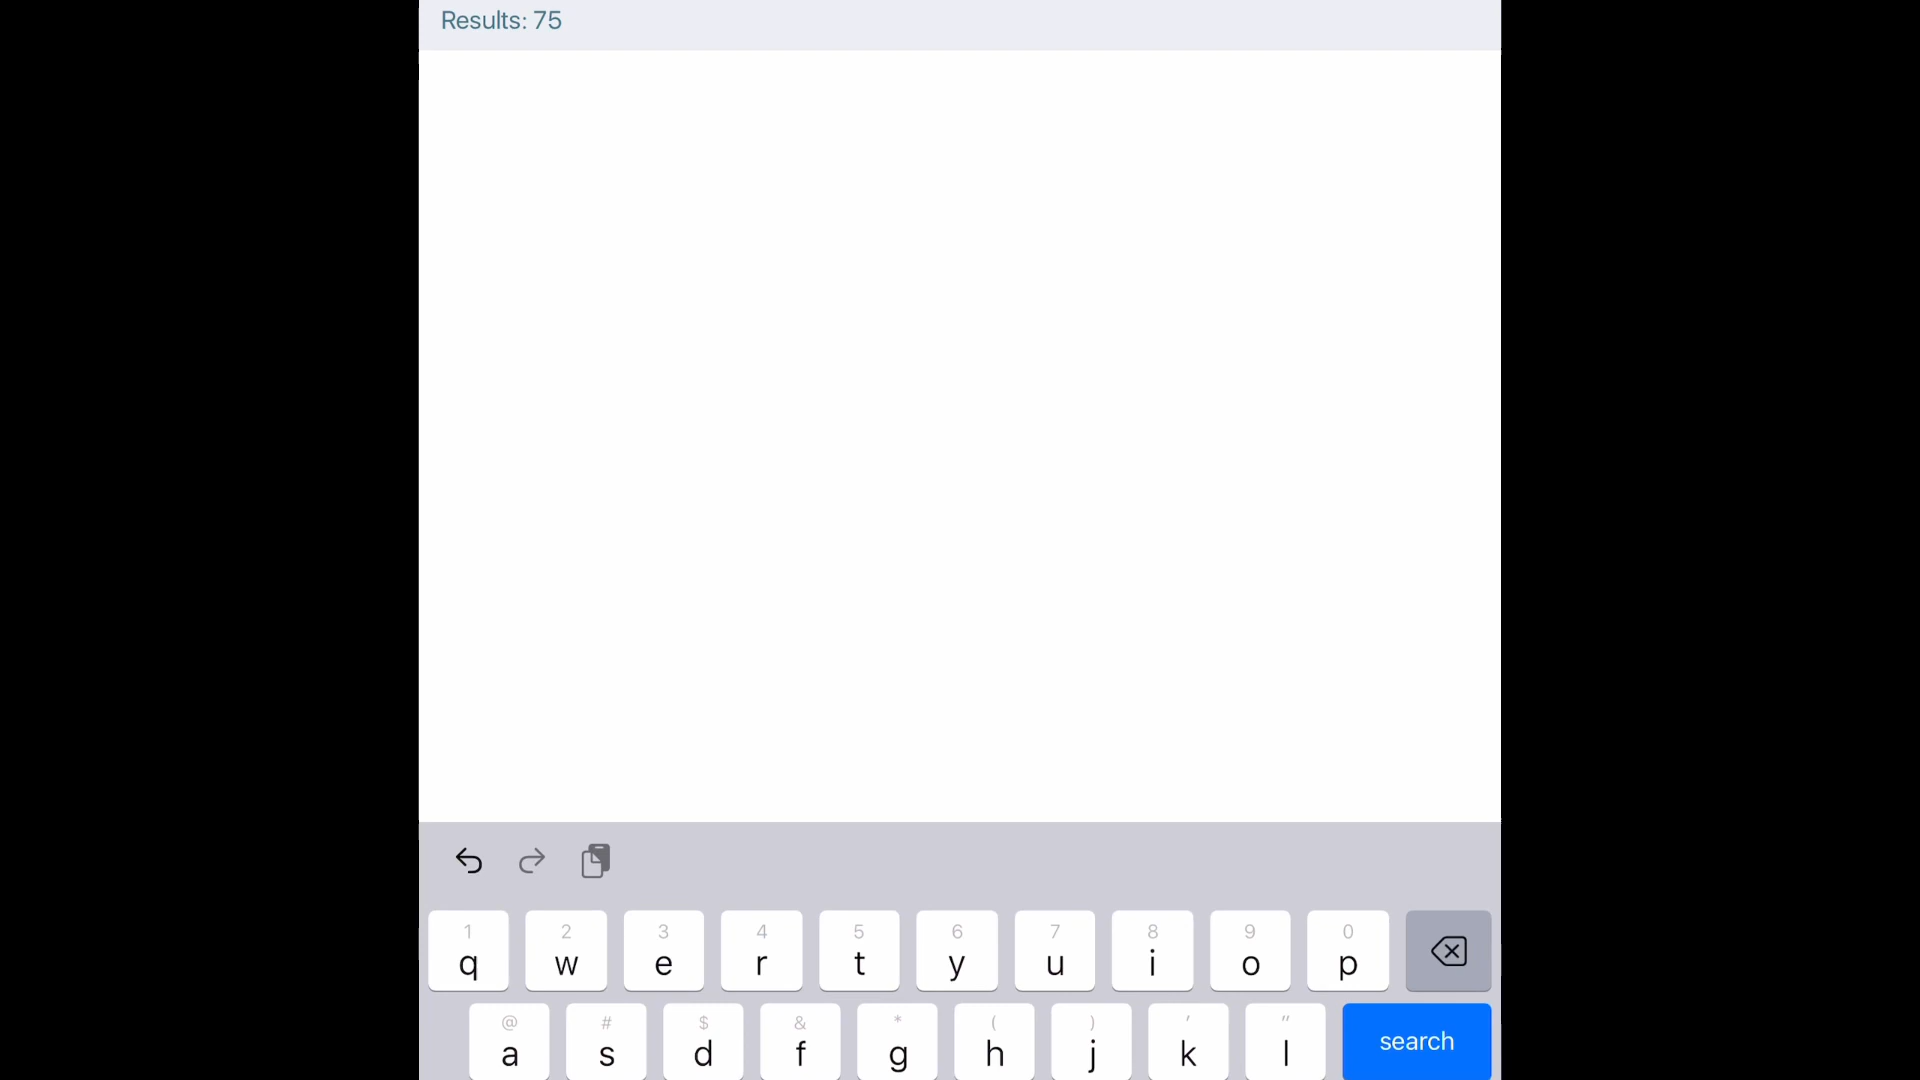 Results: 75
1 2 3 4 5 6 7 8 9 0
q w e r t y u i o p
@ # $ & * ( ) ' "
a s d f g h j k l search